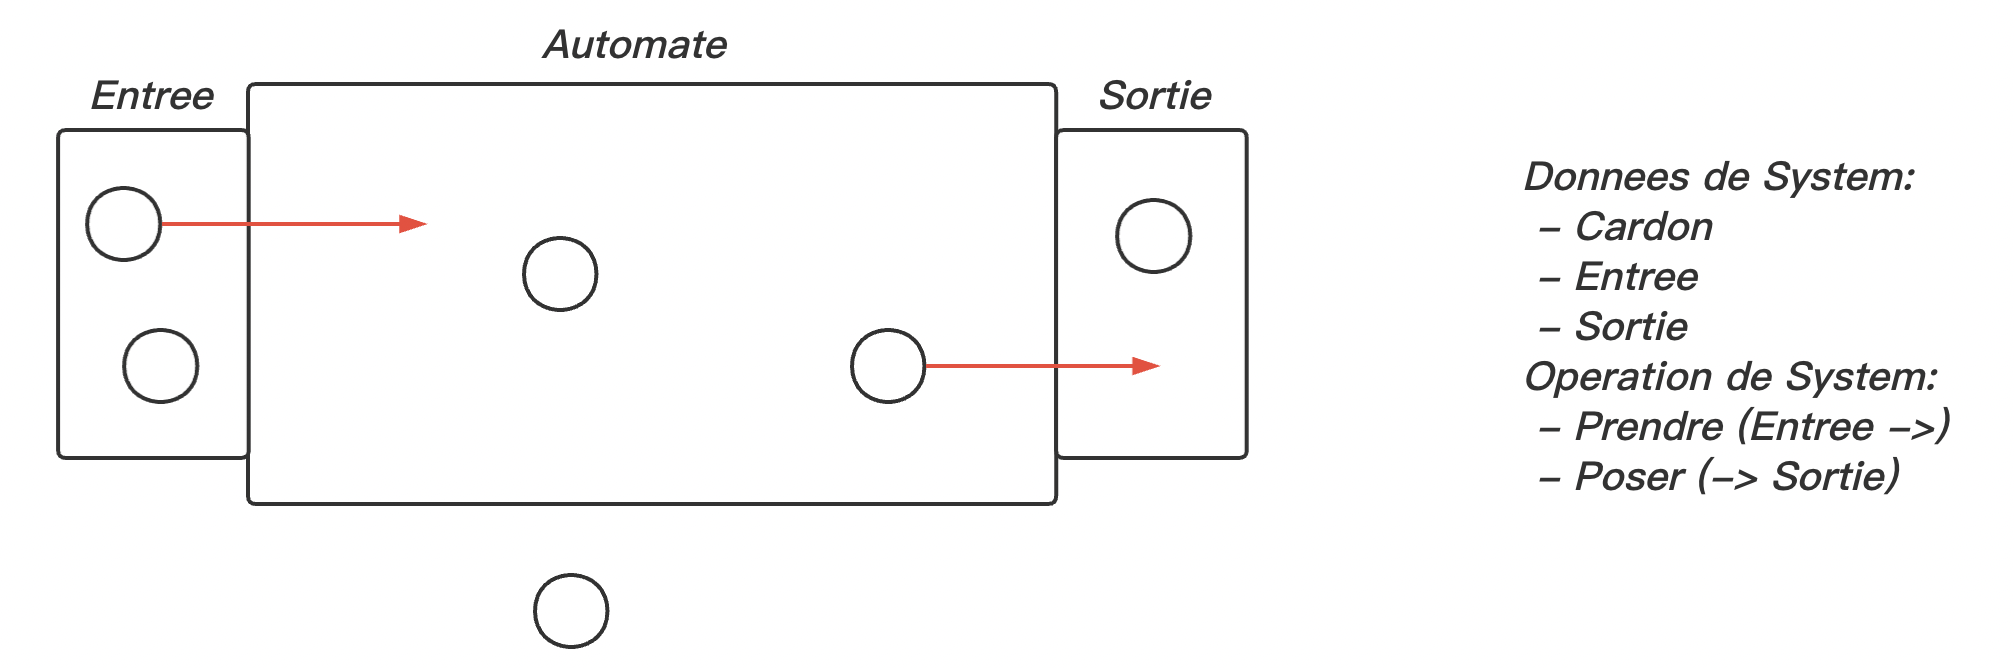 Automate
Entree
Sortie
Donnees de System:
– Cardon
– Entree
– Sortie
Operation de System:
– Prendre (Entree –>)
– Poser (–> Sortie)